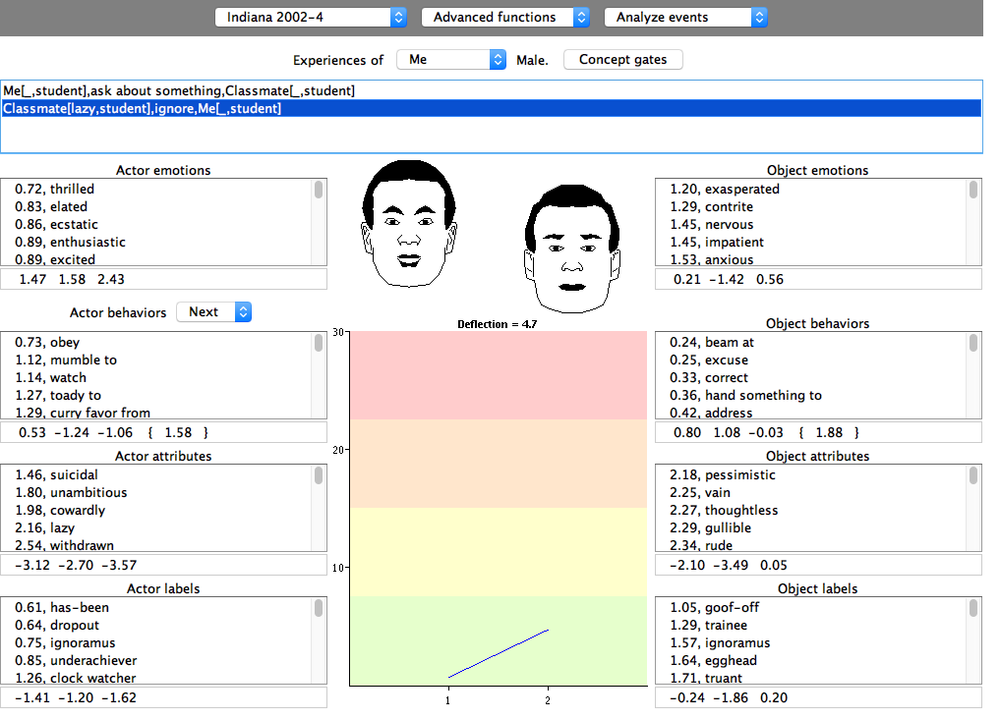 Indiana 2002-4 Advanced functions Analyze events
Experiences of Me Male. Concept gates
Me[_,student],ask about something,Classmate[_,student]
Classmate[lazy,student],ignore,Me[_,student]
Actor emotions
0.72, thrilled
0.83, elated
0.86, ecstatic
0.89, enthusiastic
0.89, excited
1.47 1.58 2.43
Actor behaviors Next
0.73, obey
1.12, mumble to
1.14, watch
1.27, toady to
1.29, curry favor from
0.53 -1.24 -1.06 { 1.58 }
Actor attributes
1.46, suicidal
1.80, unambitious
1.98, cowardly
2.16, lazy
2.54, withdrawn
-3.12 -2.70 -3.57
Actor labels
0.61, has-been
0.64, dropout
0.75, ignoramus
0.85, underachiever
1.26, clock watcher
-1.41 -1.20 -1.62
Deflection = 4.7
30
20
10
1 2
Object emotions
1.20, exasperated
1.29, contrite
1.45, nervous
1.45, impatient
1.53, anxious
0.21 -1.42 0.56
Object behaviors
0.24, beam at
0.25, excuse
0.33, correct
0.36, hand something to
0.42, address
0.80 1.08 -0.03 { 1.88 }
Object attributes
2.18, pessimistic
2.25, vain
2.27, thoughtless
2.29, gullible
2.34, rude
-2.10 -3.49 0.05
Object labels
1.05, goof-off
1.29, trainee
1.57, ignoramus
1.64, egghead
1.71, truant
-0.24 -1.86 0.20